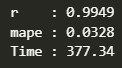 r    : 0.9949
mape : 0.0328
Time : 377.34